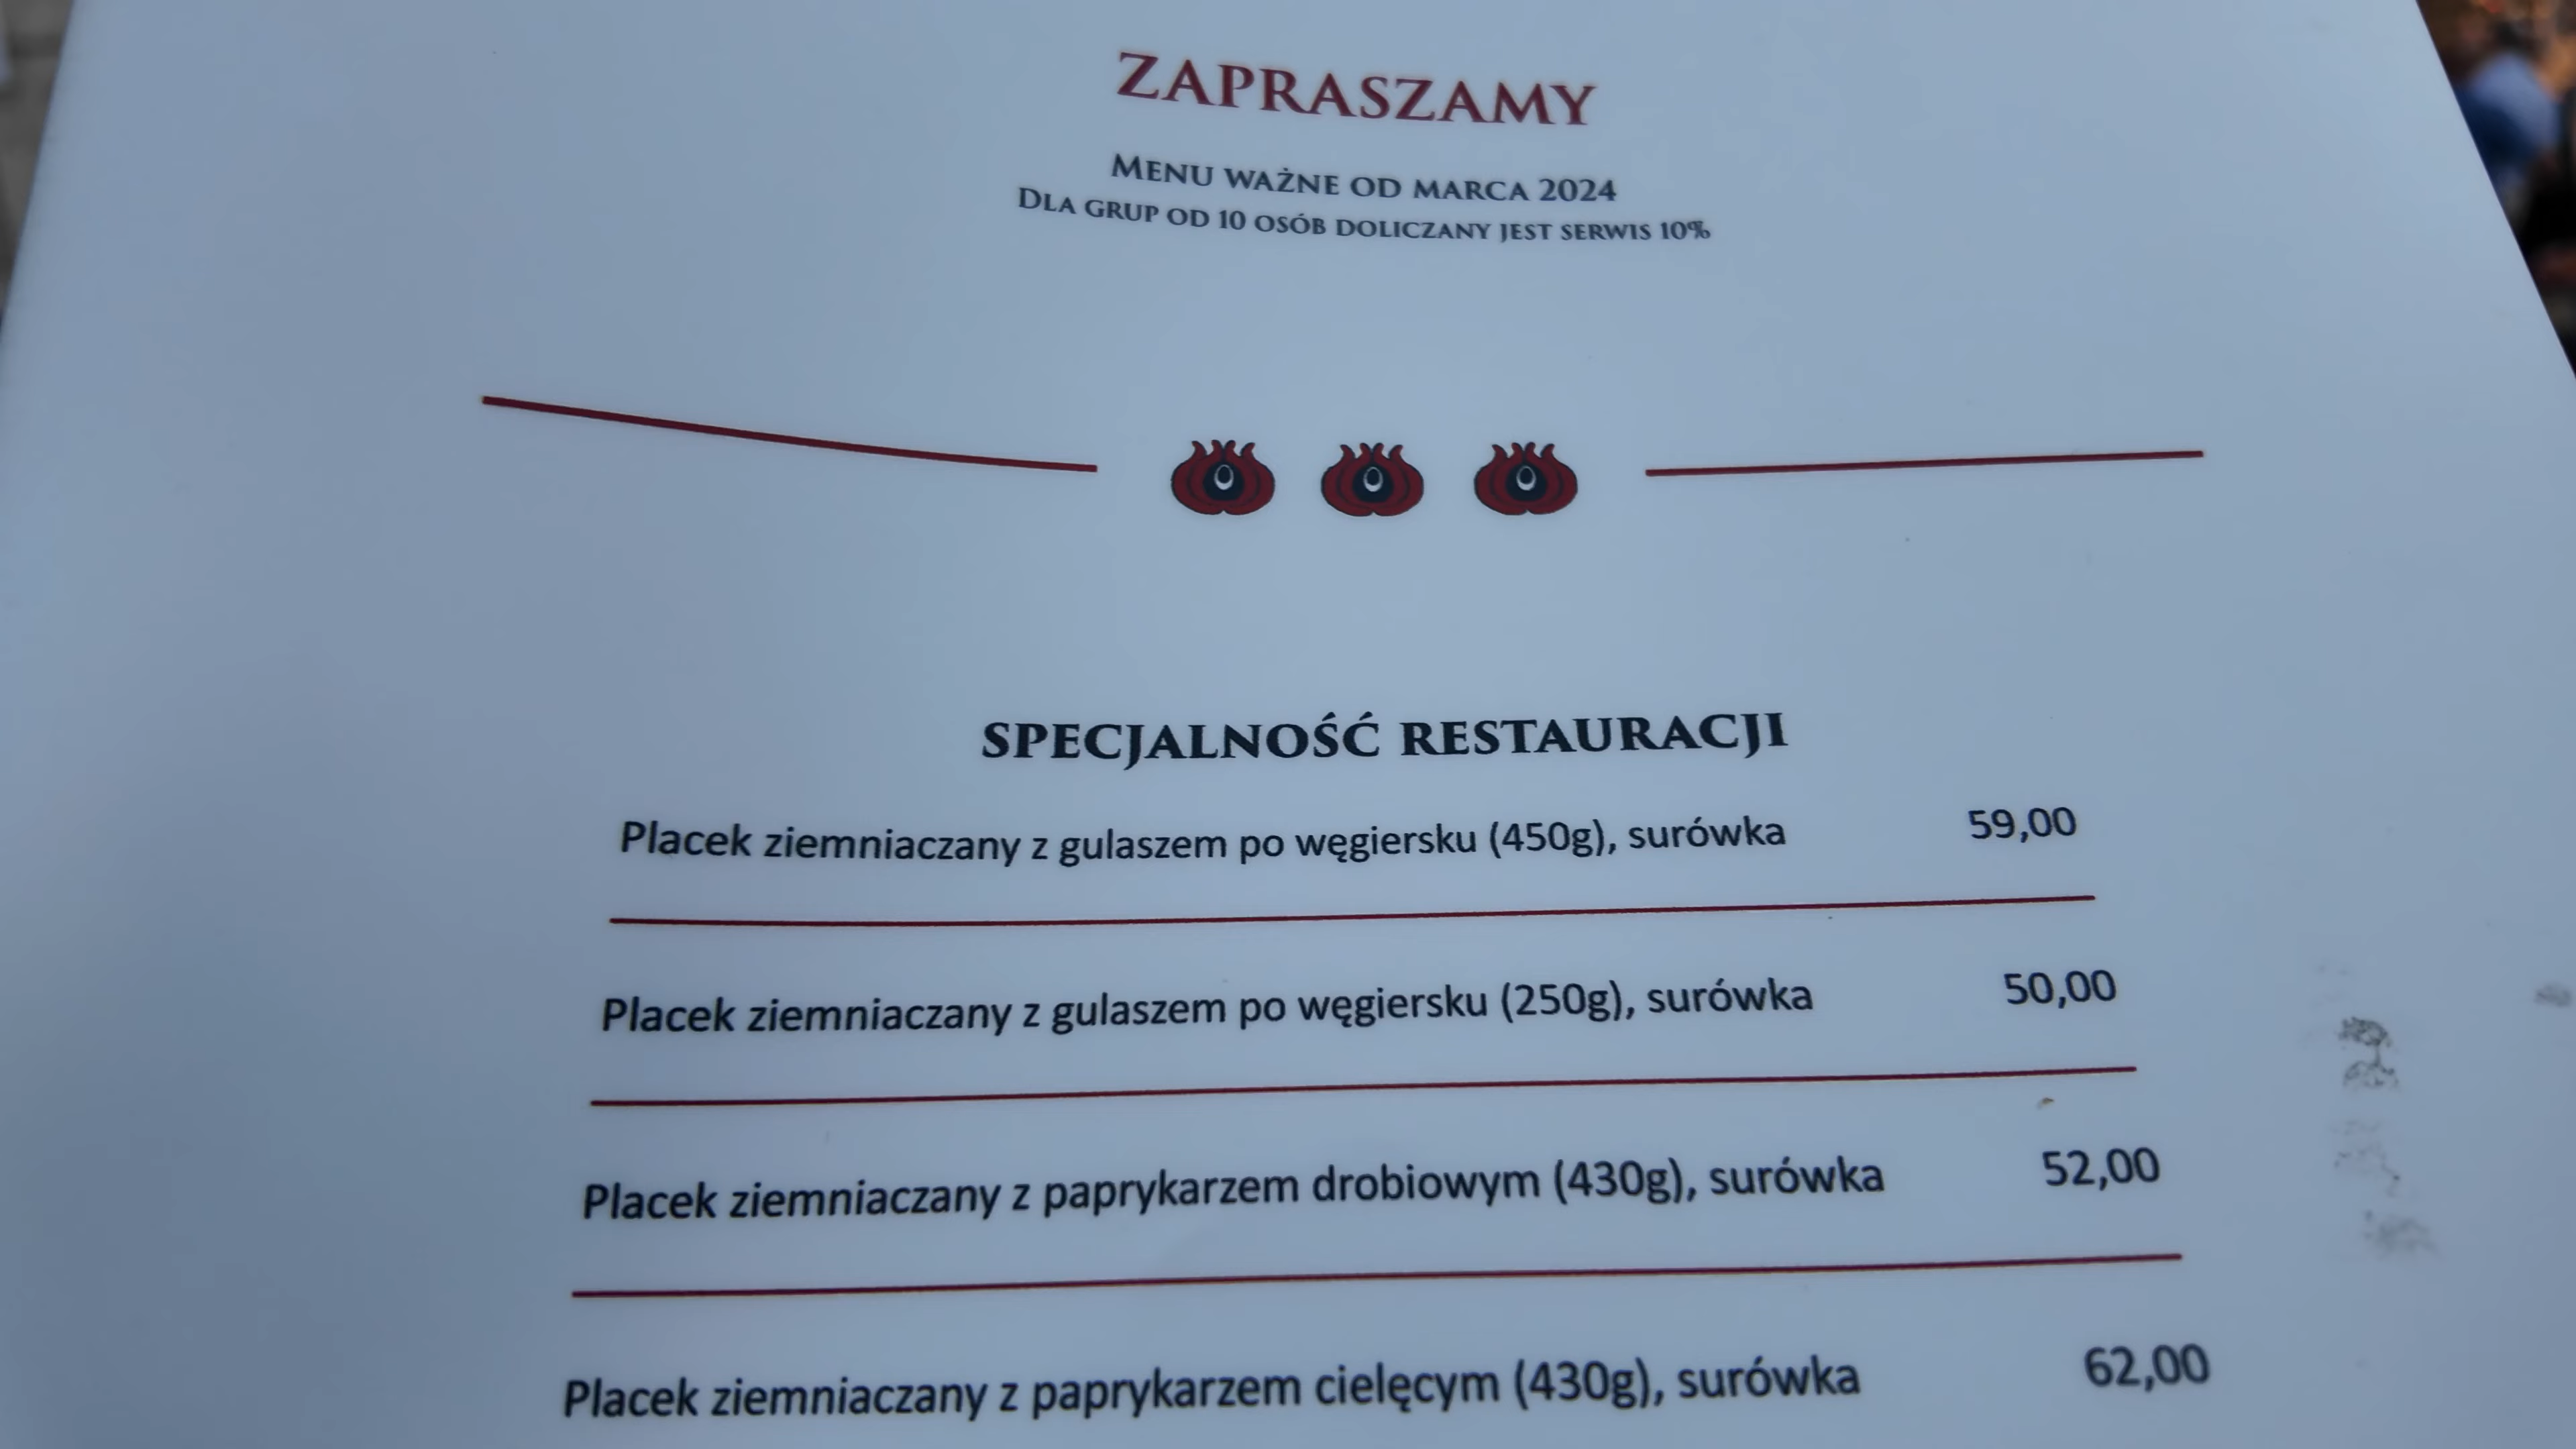 ZAPRASZAMY
MENU WAŻNE OD MARCA 2024
DLA GRUP OD 10 OSÓB DOLICZANY JEST SERWIS 10%
SPECJALNOŚĆ RESTAURACJI
Placek ziemniaczany z gulaszem po węgiersku (450g), surówka 59,00
Placek ziemniaczany z gulaszem po węgiersku (250g), surówka 50,00
Placek ziemniaczany z paprykarzem drobiowym (430g), surówka 52,00
Placek ziemniaczany z paprykarzem cielęcym (430g), surówka 62,00